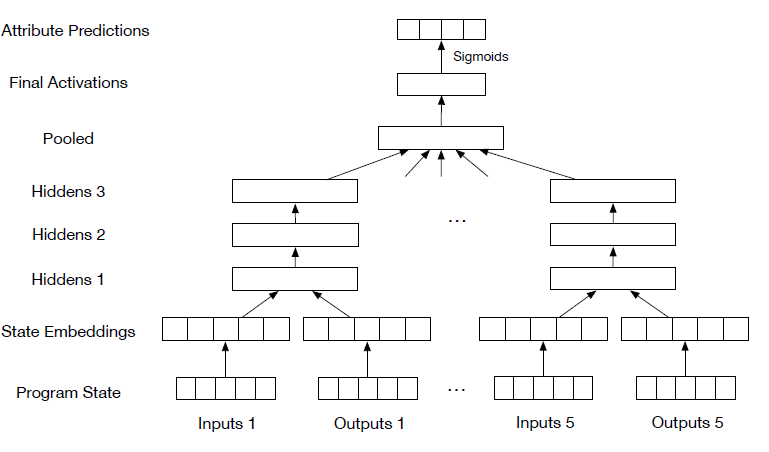 Attribute Predictions
Sigmoids
Final Activations
Pooled
Hiddens 3
...
Hiddens 2
Hiddens 1
State Embeddings
Program State
...
Inputs 1
Outputs 1
Inputs 5
Outputs 5